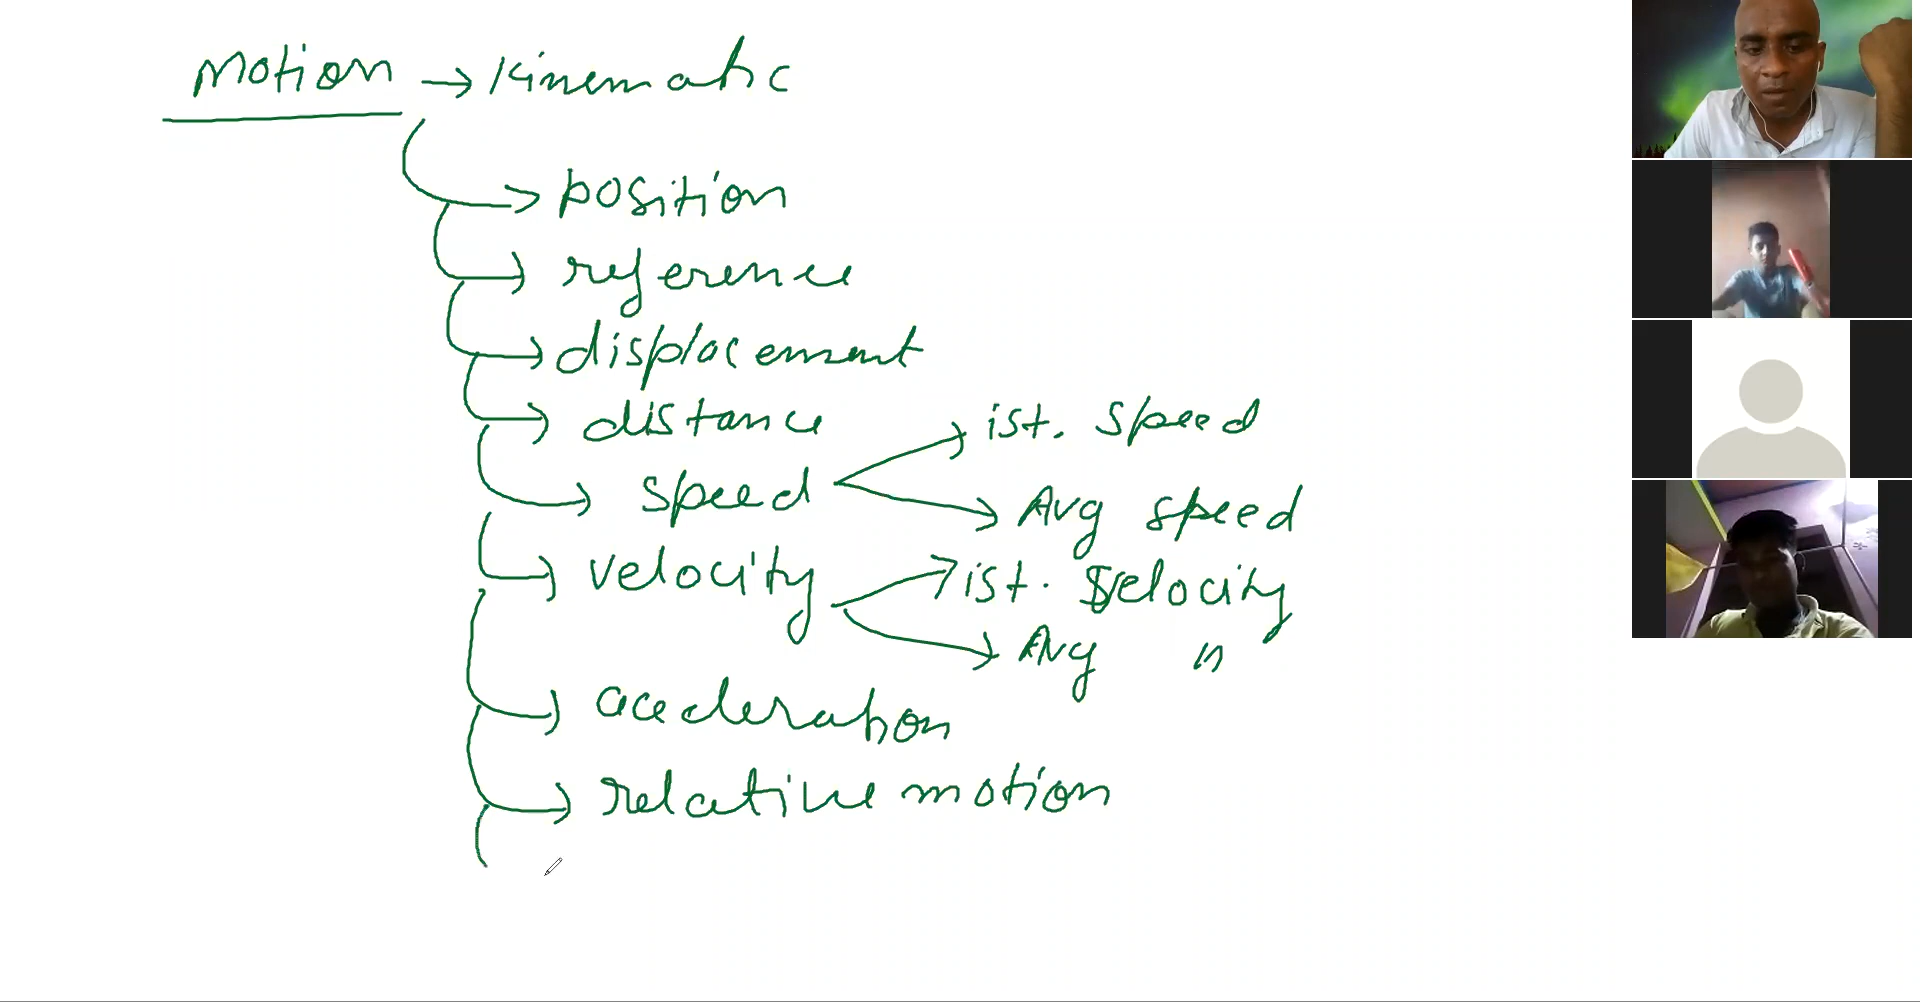 Motion → Kinematic
→ position
→ reference
→ displacement
→ distance
→ ist. speed
→ speed
→ Avg speed
→ velocity → ist. velocity
→ Avg "
→ acceleration
→ relative motion